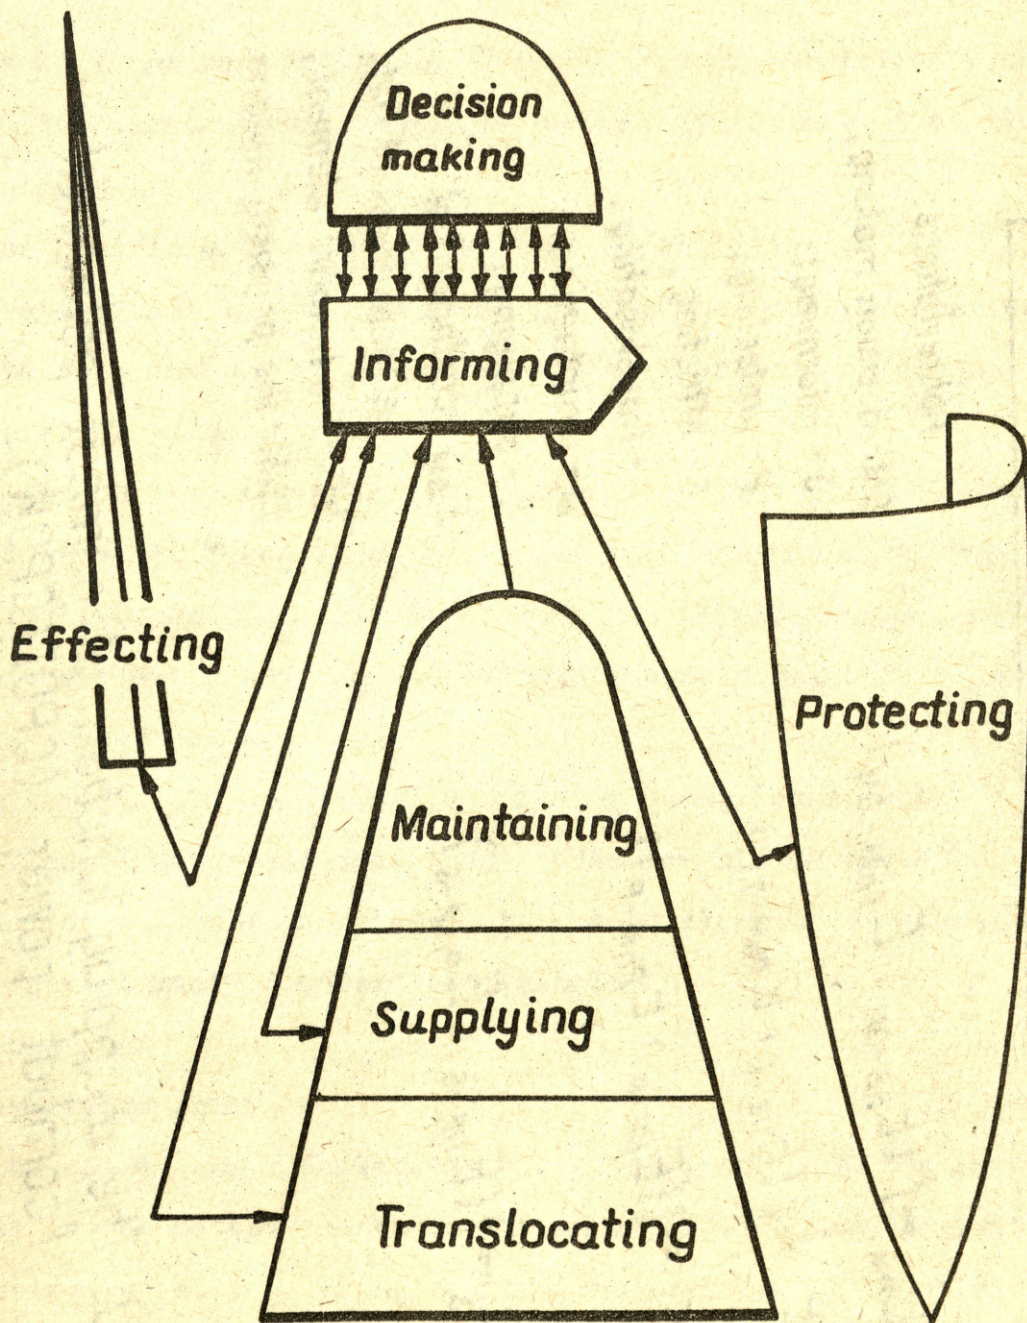 Decision
making
Informing
Effecting
Protecting
Maintaining
Supplying
Translocating